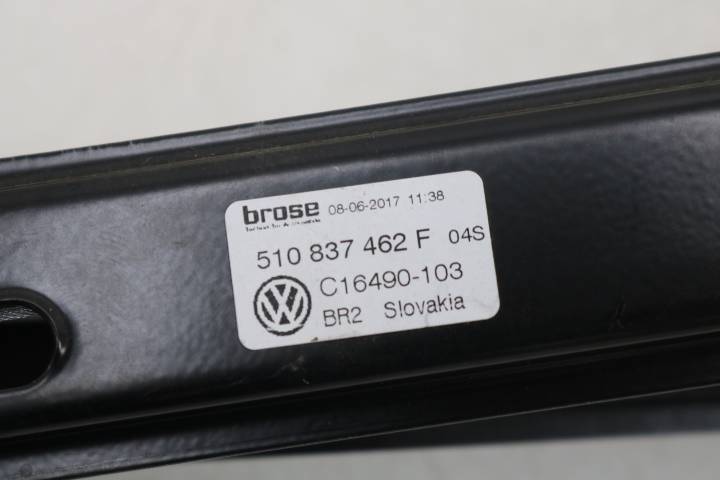 brose 08-06-2017 11:38
510 837 462 F 04S
C16490-103
BR2 Slovakia